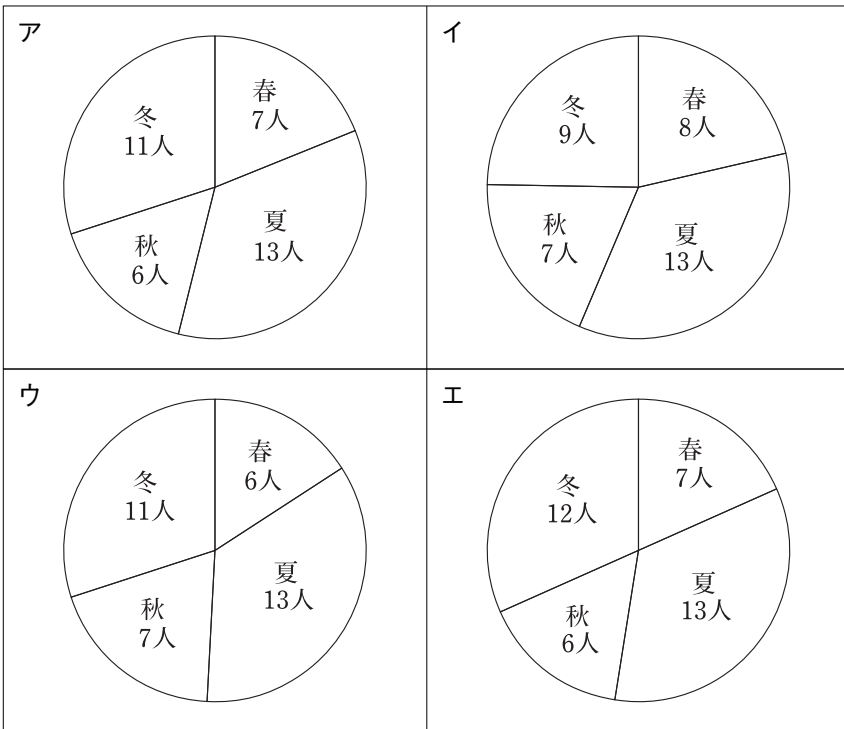 ア
春
7人
夏
13人
秋
6人
冬
11人
イ
春
8人
夏
13人
秋
7人
冬
9人
ウ
春
6人
夏
13人
秋
7人
冬
11人
エ
春
7人
夏
13人
秋
6人
冬
12人